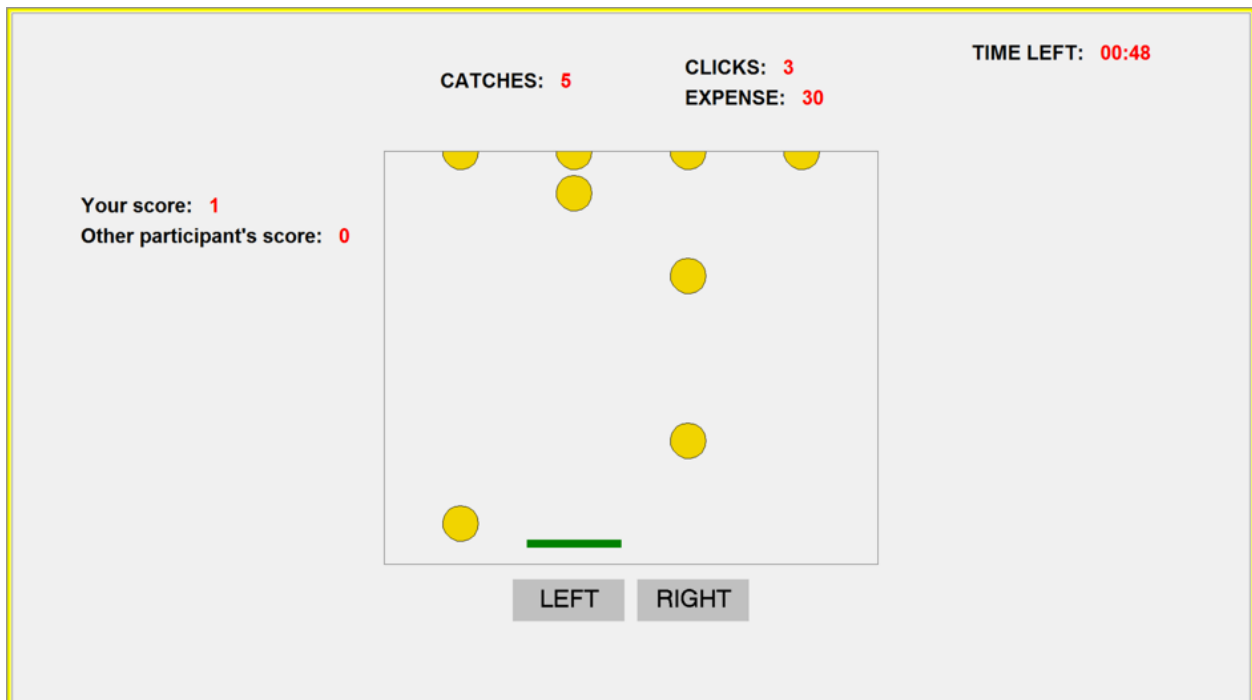 TIME LEFT: 00:48
CATCHES: 5
CLICKS: 3
EXPENSE: 30
Your score: 1
Other participant's score: 0
LEFT
RIGHT